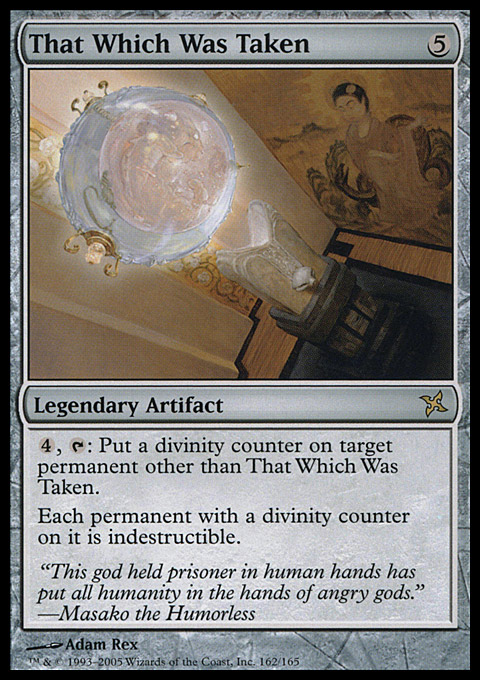 That Which Was Taken 5
Legendary Artifact
4, : Put a divinity counter on target
permanent other than That Which Was
Taken.
Each permanent with a divinity counter
on it is indestructible.
“This god held prisoner in human hands has
put all humanity in the hands of angry gods.”
—Masako the Humorless
Adam Rex
™ & © 1993–2005 Wizards of the Coast, Inc. 162/165